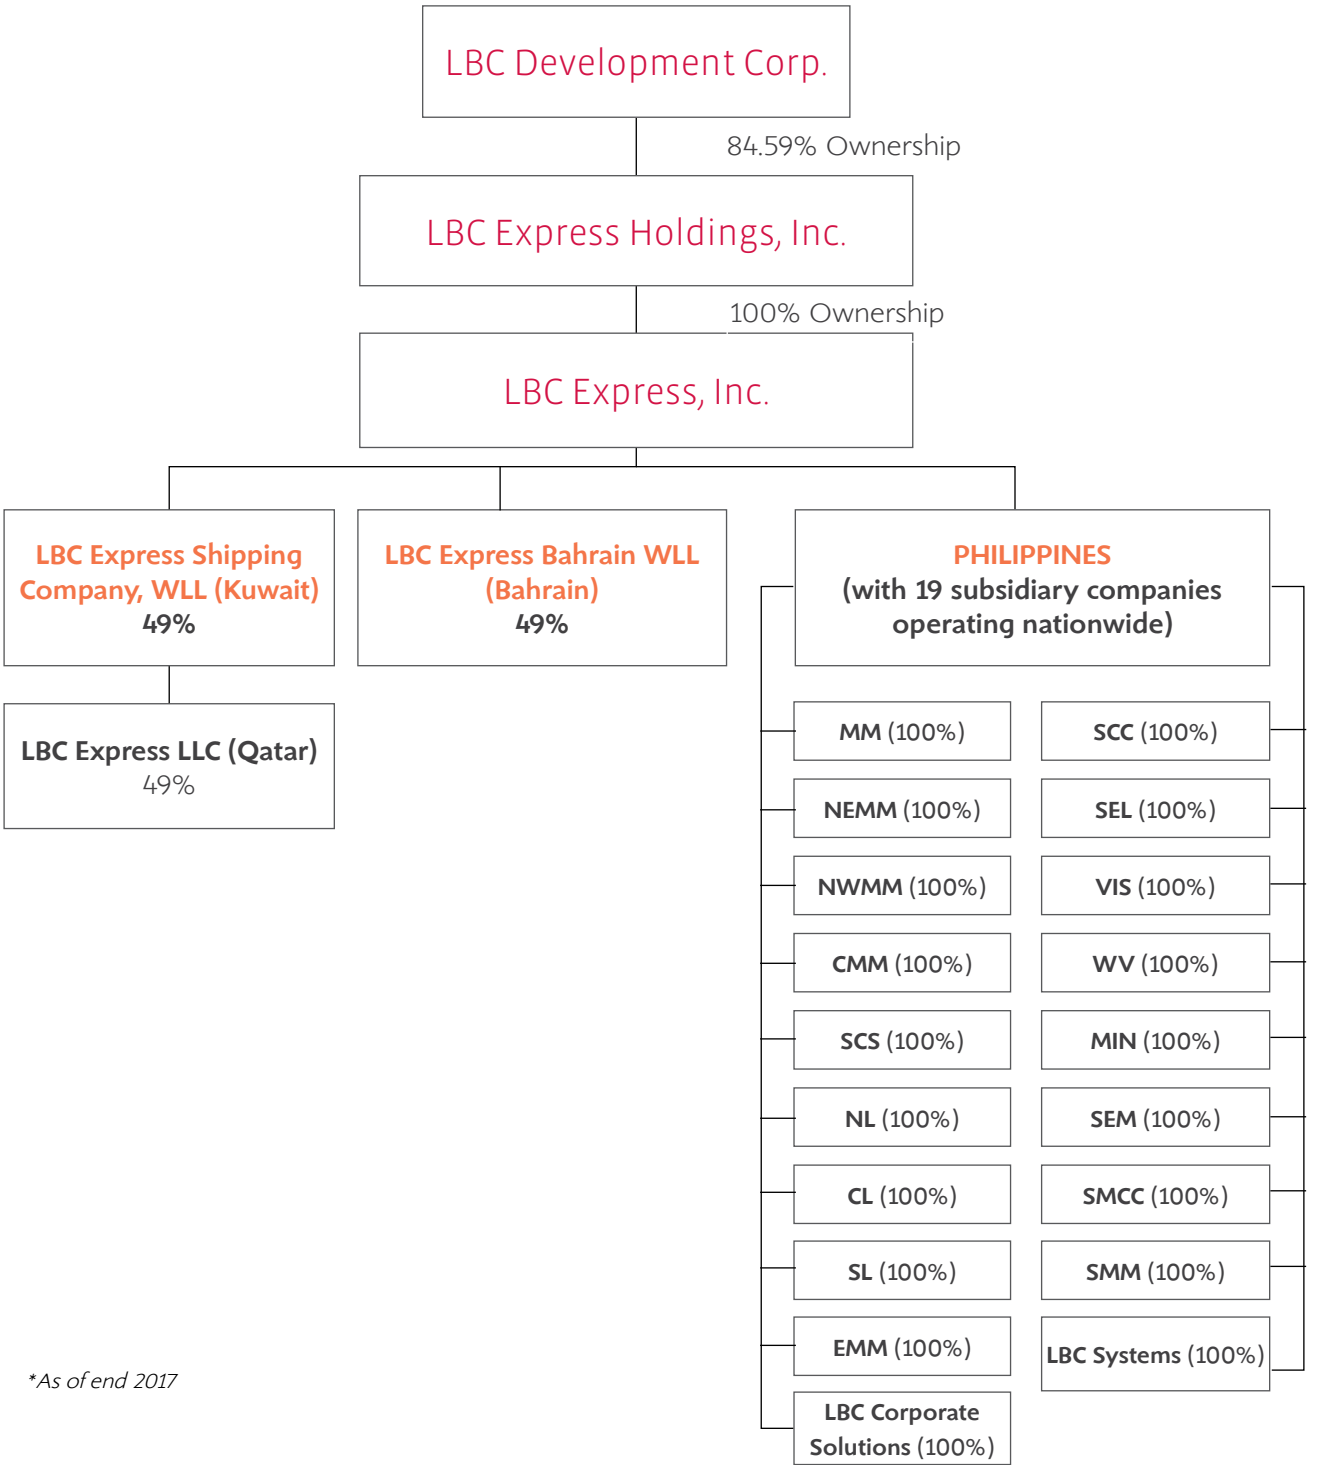 LBC Development Corp.
84.59% Ownership
LBC Express Holdings, Inc.
100% Ownership
LBC Express, Inc.
LBC Express Shipping
Company, WLL (Kuwait)
49%
LBC Express Bahrain WLL
(Bahrain)
49%
PHILIPPINES
(with 19 subsidiary companies
operating nationwide)
LBC Express LLC (Qatar)
49%
MM (100%)
NEMM (100%)
NWMM (100%)
CMM (100%)
SCS (100%)
NL (100%)
CL (100%)
SL (100%)
EMM (100%)
LBC Corporate
Solutions (100%)
SCC (100%)
SEL (100%)
VIS (100%)
WV (100%)
MIN (100%)
SEM (100%)
SMCC (100%)
SMM (100%)
LBC Systems (100%)
*As of end 2017